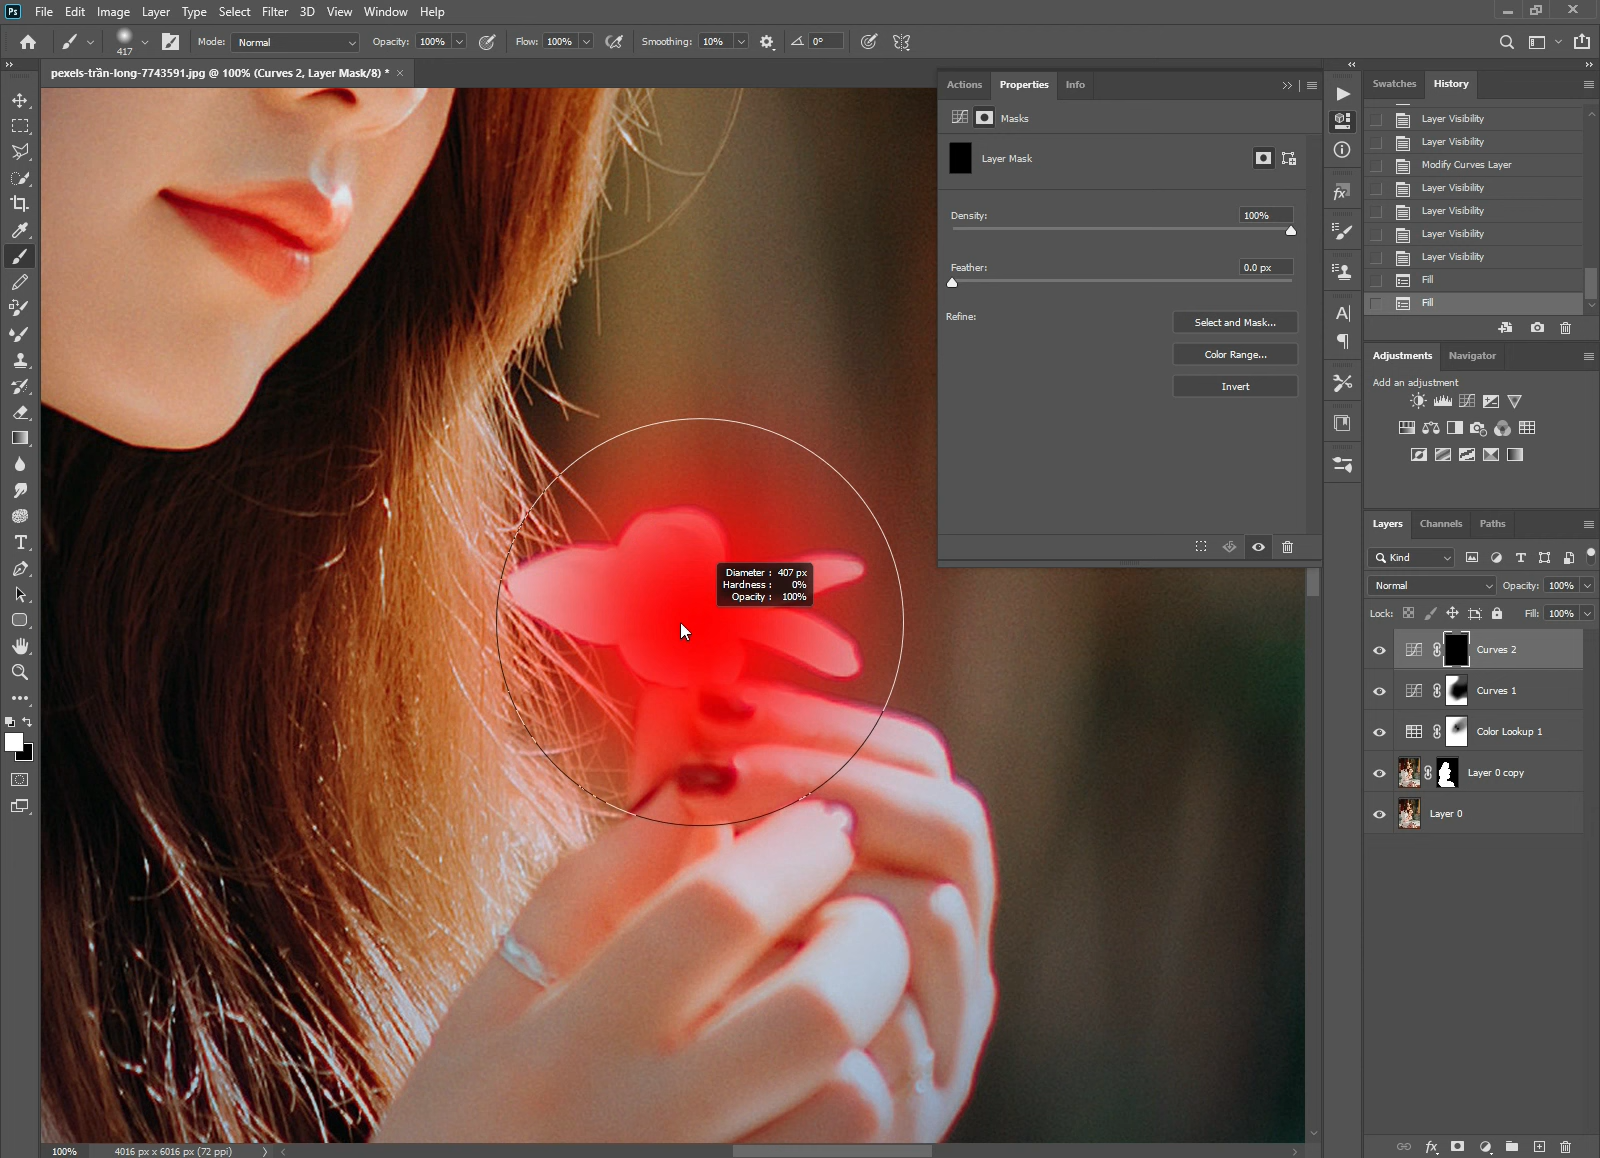 Ps File Edit Image Layer Type Select Filter 3D View Window Help
417 Mode: Normal Opacity: 100% Flow: 100% Smoothing: 10% 0°
pexels-trần-long-7743591.jpg @ 100% (Curves 2, Layer Mask/8) * ×
Actions Properties Info
Masks
Layer Mask
Density: 100%
Feather: 0.0 px
Refine:
Select and Mask...
Color Range...
Invert
Diameter : 407 px
Hardness : 0%
Opacity : 100%
Swatches History
Layer Visibility
Layer Visibility
Modify Curves Layer
Layer Visibility
Layer Visibility
Layer Visibility
Layer Visibility
Fill
Fill
Adjustments Navigator
Add an adjustment
Layers Channels Paths
Kind
Normal Opacity: 100%
Lock: Fill: 100%
Curves 2
Curves 1
Color Lookup 1
Layer 0 copy
Layer 0
100% 4016 px x 6016 px (72 ppi)